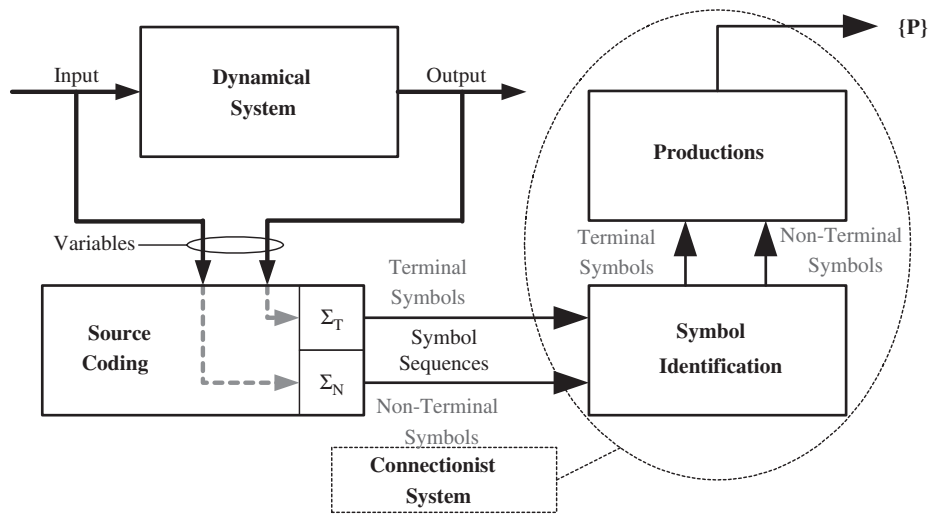 {P}
Input
Dynamical
System
Output
Productions
Variables
Terminal
Symbols
Non-Terminal
Symbols
Terminal
Symbols
Source
Coding
Σ_T
Symbol
Sequences
Σ_N
Symbol
Identification
Non-Terminal
Symbols
Connectionist
System